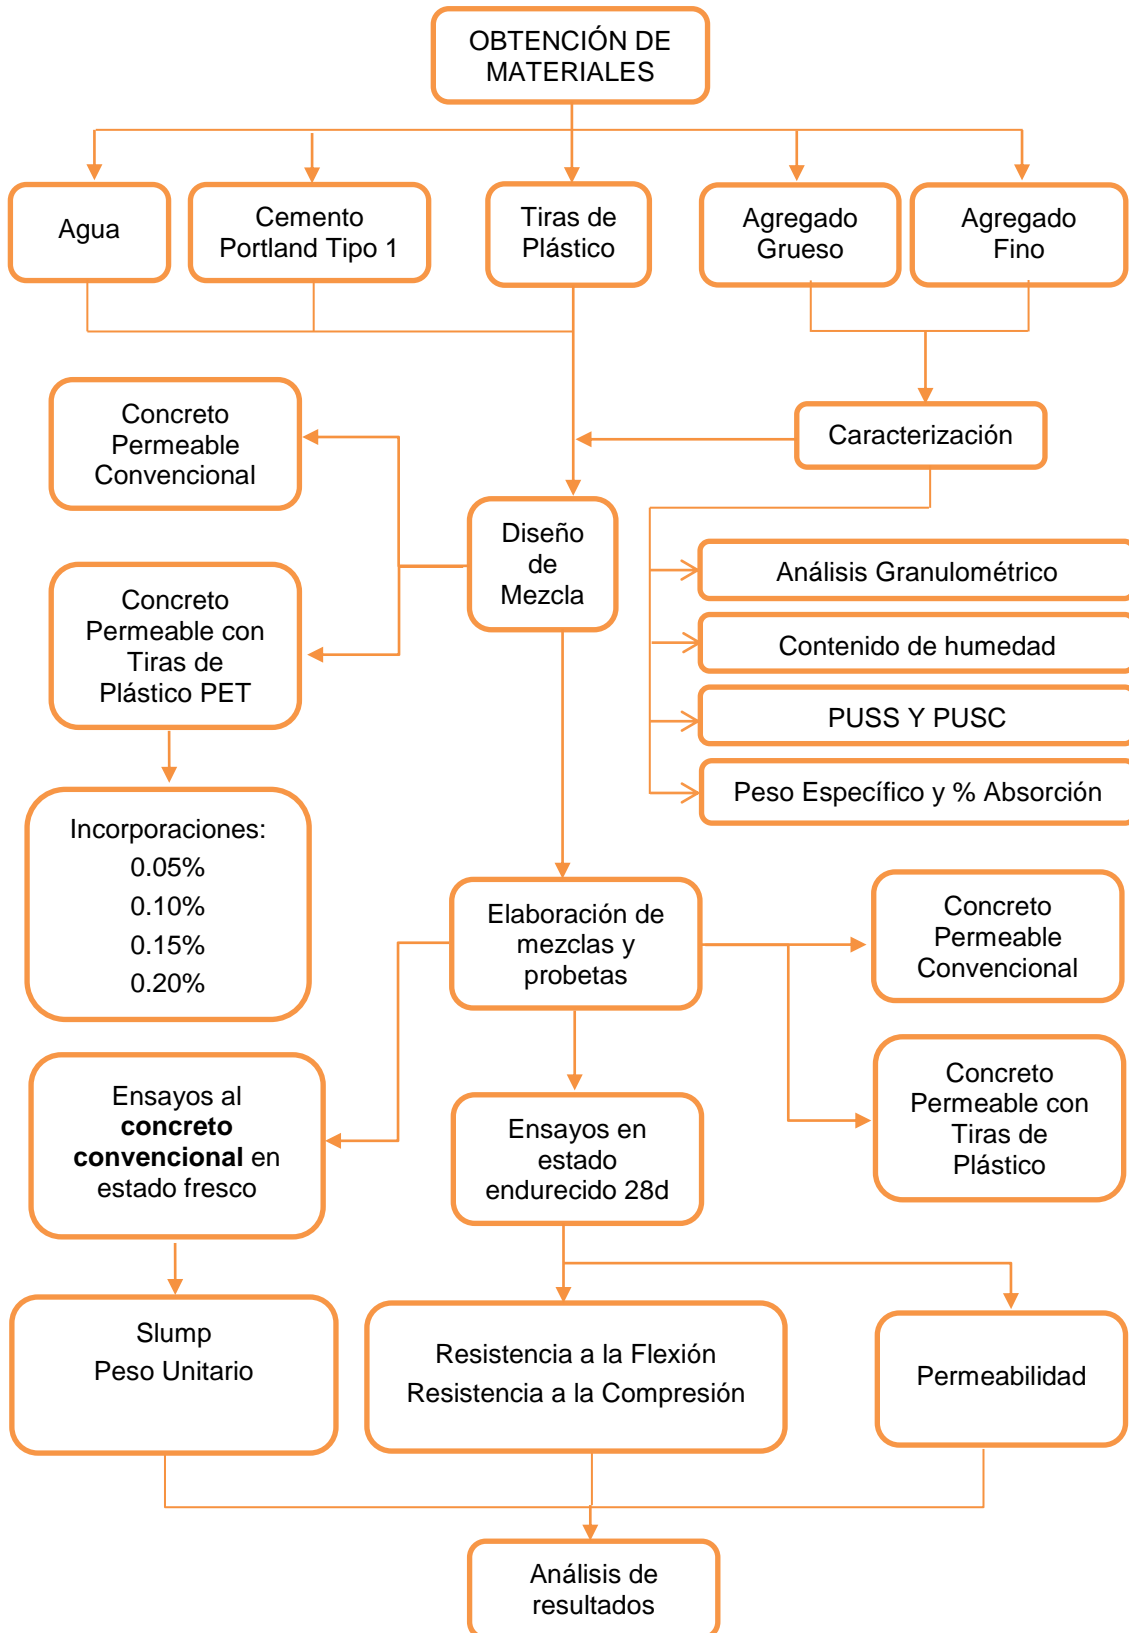 OBTENCIÓN DE
MATERIALES
Agua
Cemento
Portland Tipo 1
Tiras de
Plástico
Agregado
Grueso
Agregado
Fino
Concreto
Permeable
Convencional
Caracterización
Diseño
de
Mezcla
Análisis Granulométrico
Contenido de humedad
PUSS Y PUSC
Peso Específico y % Absorción
Concreto
Permeable con
Tiras de
Plástico PET
Incorporaciones:
0.05%
0.10%
0.15%
0.20%
Elaboración de
mezclas y
probetas
Concreto
Permeable
Convencional
Concreto
Permeable con
Tiras de
Plástico
Ensayos al
concreto
convencional en
estado fresco
Ensayos en
estado
endurecido 28d
Slump
Peso Unitario
Resistencia a la Flexión
Resistencia a la Compresión
Permeabilidad
Análisis de
resultados